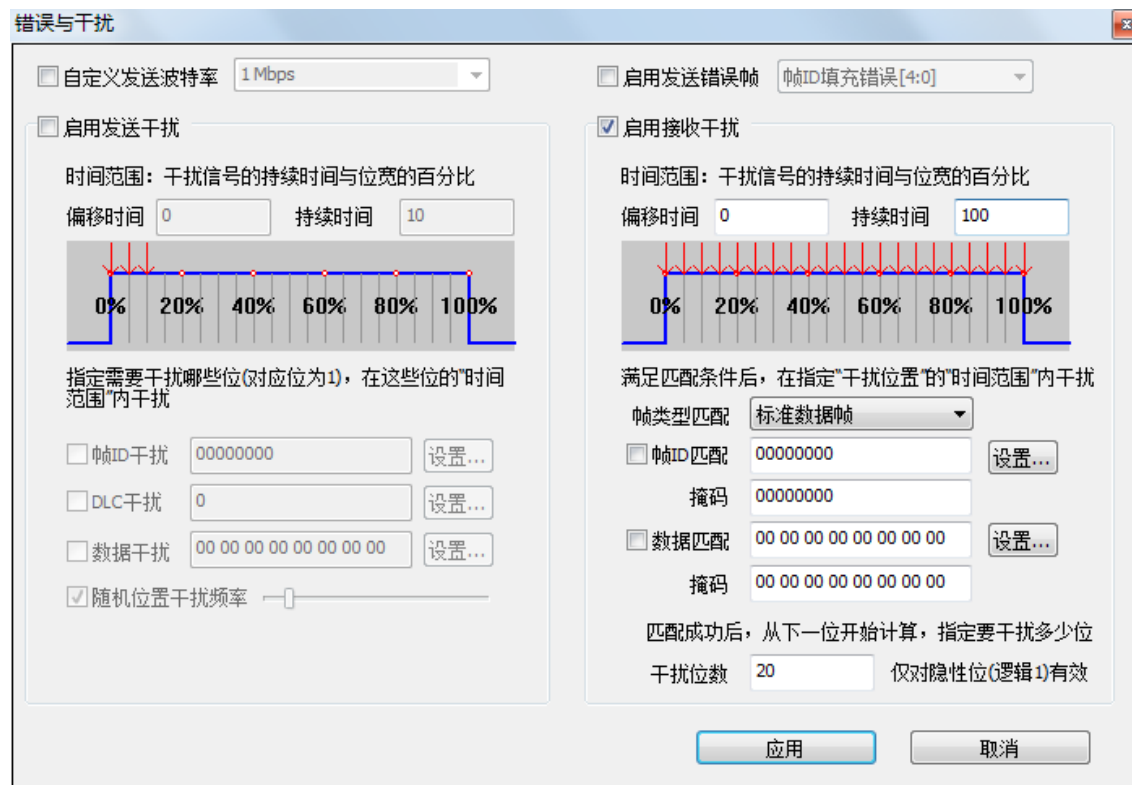 错误与干扰
自定义发送波特率 1 Mbps
启用发送干扰
时间范围：干扰信号的持续时间与位宽的百分比
偏移时间 0 持续时间 10
0% 20% 40% 60% 80% 100%
指定需要干扰哪些位(对应位为1)，在这些位的"时间
范围"内干扰
帧ID干扰 00000000 设置...
DLC干扰 0 设置...
数据干扰 00 00 00 00 00 00 00 00 设置...
随机位置干扰频率
启用发送错误帧 帧ID填充错误[4:0]
启用接收干扰
时间范围：干扰信号的持续时间与位宽的百分比
偏移时间 0 持续时间 100
0% 20% 40% 60% 80% 100%
满足匹配条件后，在指定"干扰位置"的"时间范围"内干扰
帧类型匹配 标准数据帧
帧ID匹配 00000000 设置...
掩码 00000000
数据匹配 00 00 00 00 00 00 00 00 设置...
掩码 00 00 00 00 00 00 00 00
匹配成功后，从下一位开始计算，指定要干扰多少位
干扰位数 20 仅对隐性位(逻辑1)有效
应用 取消